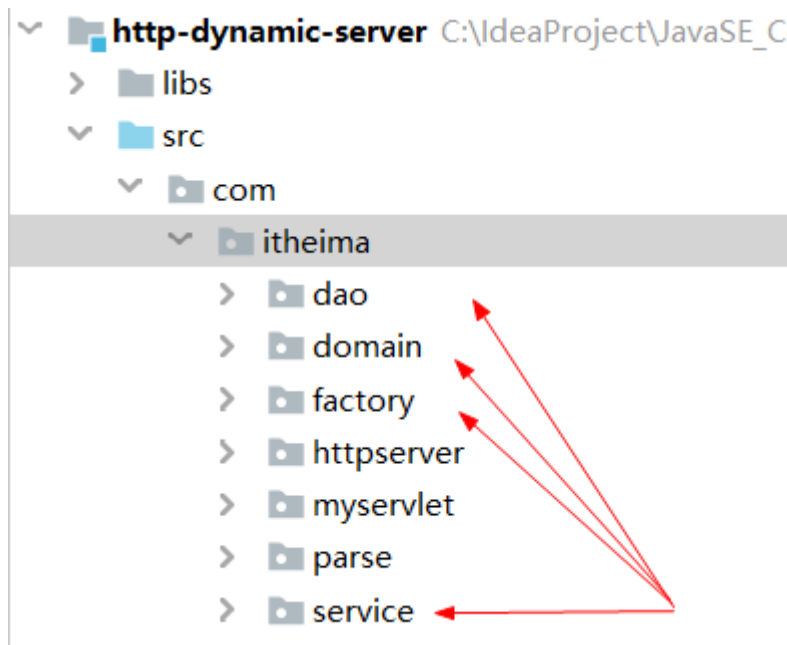 http-dynamic-server C:\IdeaProject\JavaSE_C
libs
src
com
itheima
dao
domain
factory
httpserver
myservlet
parse
service